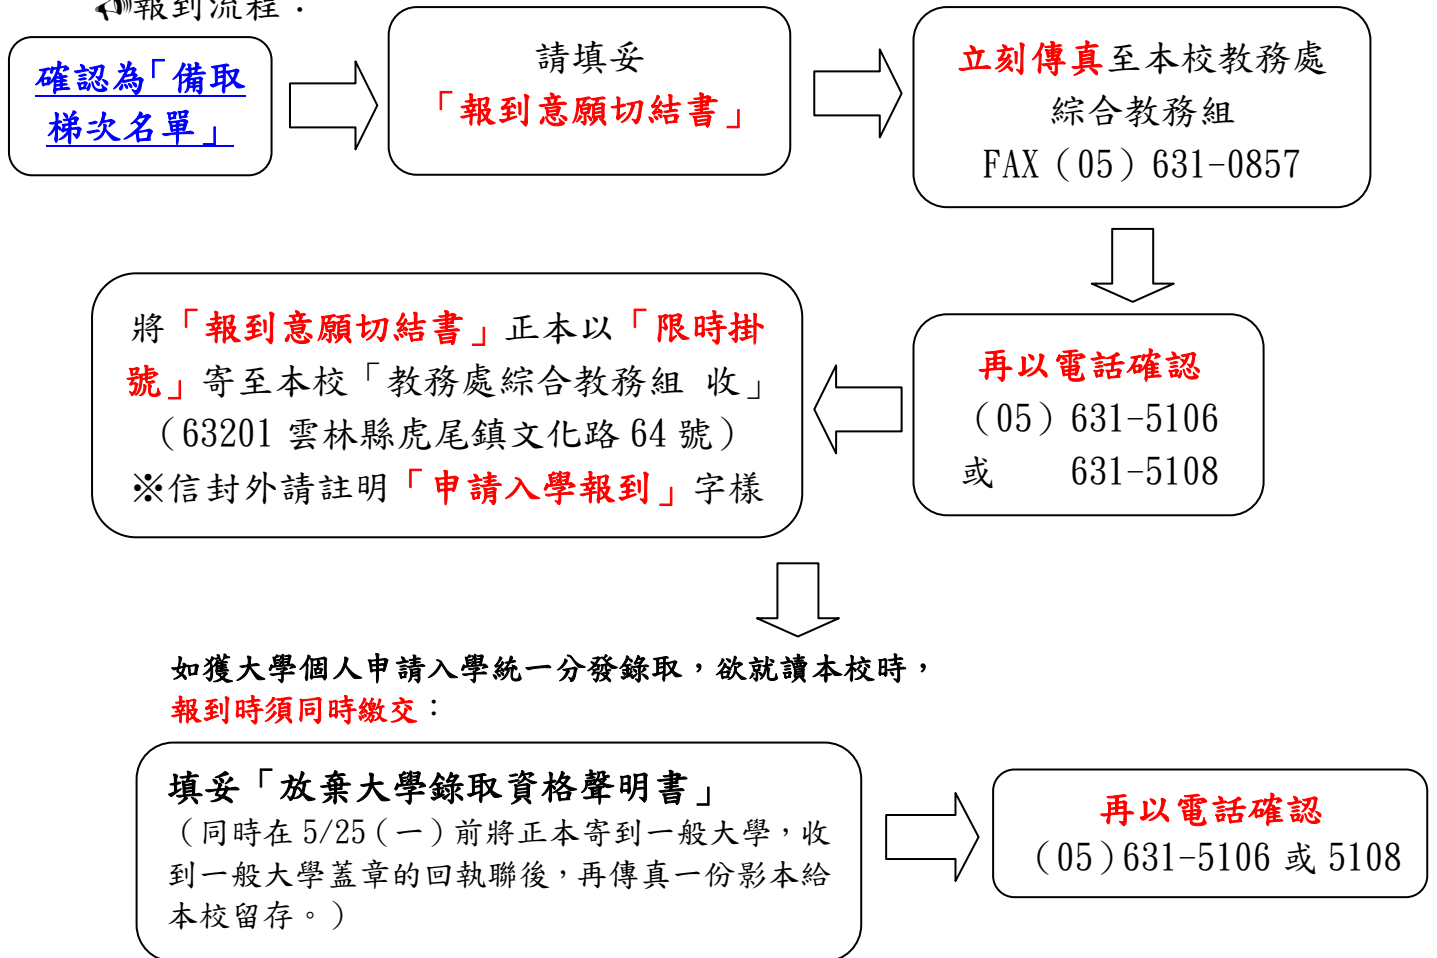 報到流程：
確認為「備取
梯次名單」
請填妥
「報到意願切結書」
立刻傳真至本校教務處
綜合教務組
FAX（05）631-0857
再以電話確認
（05）631-5106
或 631-5108
將「報到意願切結書」正本以「限時掛
號」寄至本校「教務處綜合教務組 收」
（63201 雲林縣虎尾鎮文化路 64 號）
※信封外請註明「申請入學報到」字樣
如獲大學個人申請入學統一分發錄取，欲就讀本校時，
報到時須同時繳交：
填妥「放棄大學錄取資格聲明書」
（同時在 5/25（一）前將正本寄到一般大學，收
到一般大學蓋章的回執聯後，再傳真一份影本給
本校留存。）
再以電話確認
（05）631-5106 或 5108